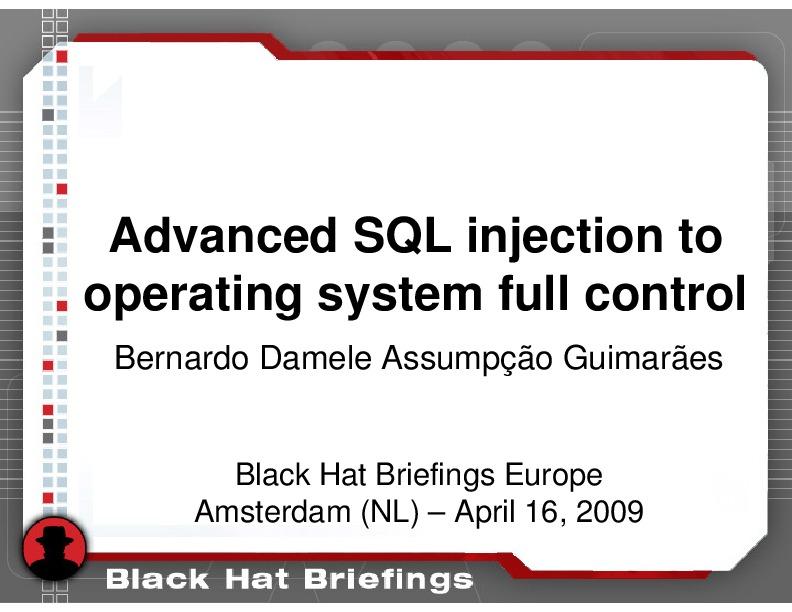 Advanced SQL injection to
operating system full control
Bernardo Damele Assumpção Guimarães
Black Hat Briefings Europe
Amsterdam (NL) – April 16, 2009
Black Hat Briefings